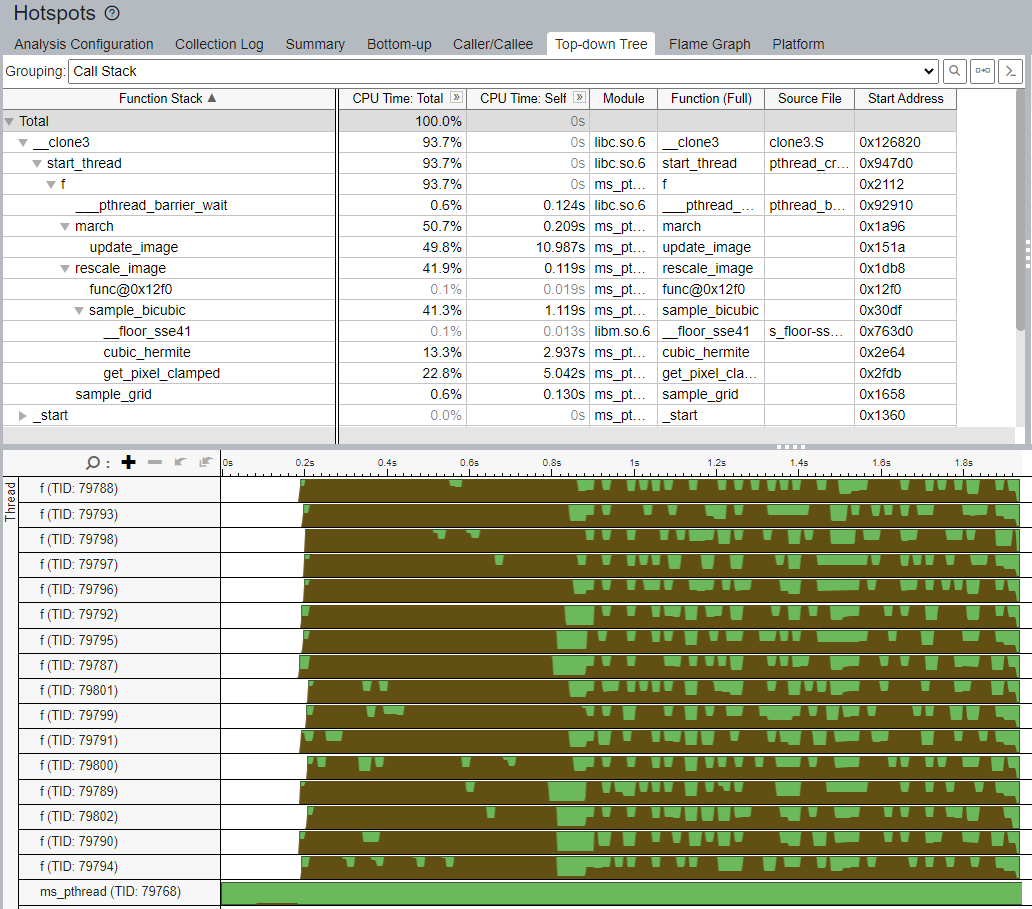 Hotspots ?
Analysis Configuration Collection Log Summary Bottom-up Caller/Callee Top-down Tree Flame Graph Platform
Grouping: Call Stack
Function Stack ▲ CPU Time: Total » CPU Time: Self » Module Function (Full) Source File Start Address
Total 100.0% 0s
__clone3 93.7% 0s libc.so.6 __clone3 clone3.S 0x126820
start_thread 93.7% 0s libc.so.6 start_thread pthread_cr... 0x947d0
f 93.7% 0s ms_pt... f 0x2112
___pthread_barrier_wait 0.6% 0.124s libc.so.6 ___pthread_... pthread_b... 0x92910
march 50.7% 0.209s ms_pt... march 0x1a96
update_image 49.8% 10.987s ms_pt... update_image 0x151a
rescale_image 41.9% 0.119s ms_pt... rescale_image 0x1db8
func@0x12f0 0.1% 0.019s ms_pt... func@0x12f0 0x12f0
sample_bicubic 41.3% 1.119s ms_pt... sample_bicubic 0x30df
__floor_sse41 0.1% 0.013s libm.so.6 __floor_sse41 s_floor-ss... 0x763d0
cubic_hermite 13.3% 2.937s ms_pt... cubic_hermite 0x2e64
get_pixel_clamped 22.8% 5.042s ms_pt... get_pixel_cla... 0x2fdb
sample_grid 0.6% 0.130s ms_pt... sample_grid 0x1658
_start 0.0% 0s ms_pt... _start 0x1360
0s 0.2s 0.4s 0.6s 0.8s 1s 1.2s 1.4s 1.6s 1.8s
Thread
f (TID: 79788)
f (TID: 79793)
f (TID: 79798)
f (TID: 79797)
f (TID: 79796)
f (TID: 79792)
f (TID: 79795)
f (TID: 79787)
f (TID: 79801)
f (TID: 79799)
f (TID: 79791)
f (TID: 79800)
f (TID: 79789)
f (TID: 79802)
f (TID: 79790)
f (TID: 79794)
ms_pthread (TID: 79768)